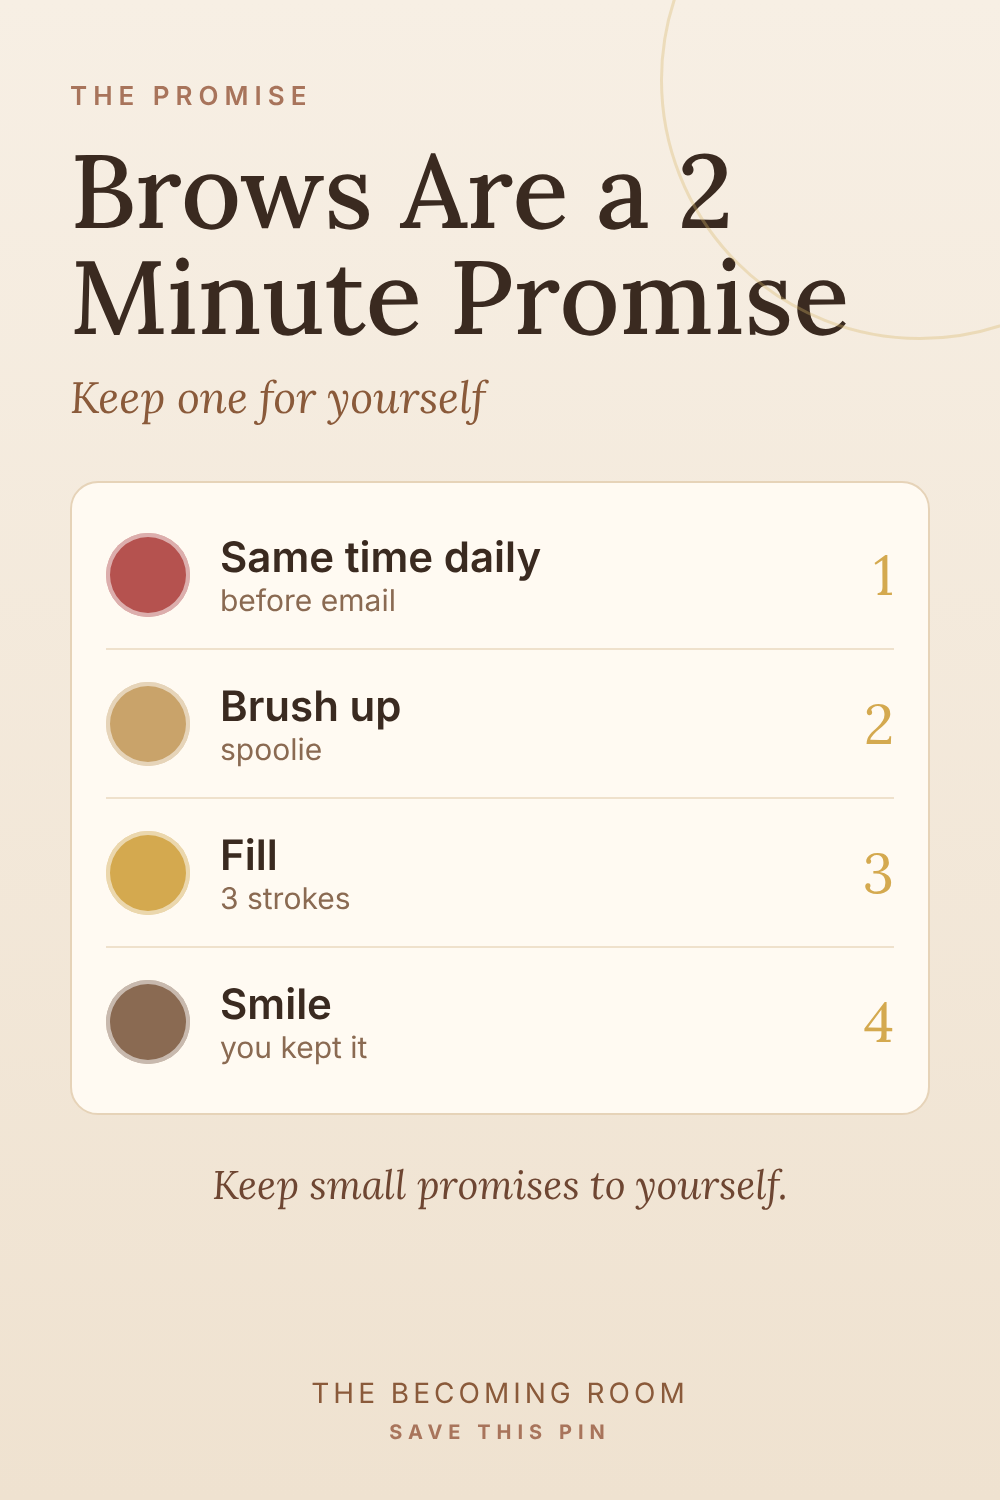 THE PROMISE
Brows Are a 2
Minute Promise
Keep one for yourself
Same time daily
before email
1
Brush up
spoolie
2
Fill
3 strokes
3
Smile
you kept it
4
Keep small promises to yourself.
THE BECOMING ROOM
SAVE THIS PIN